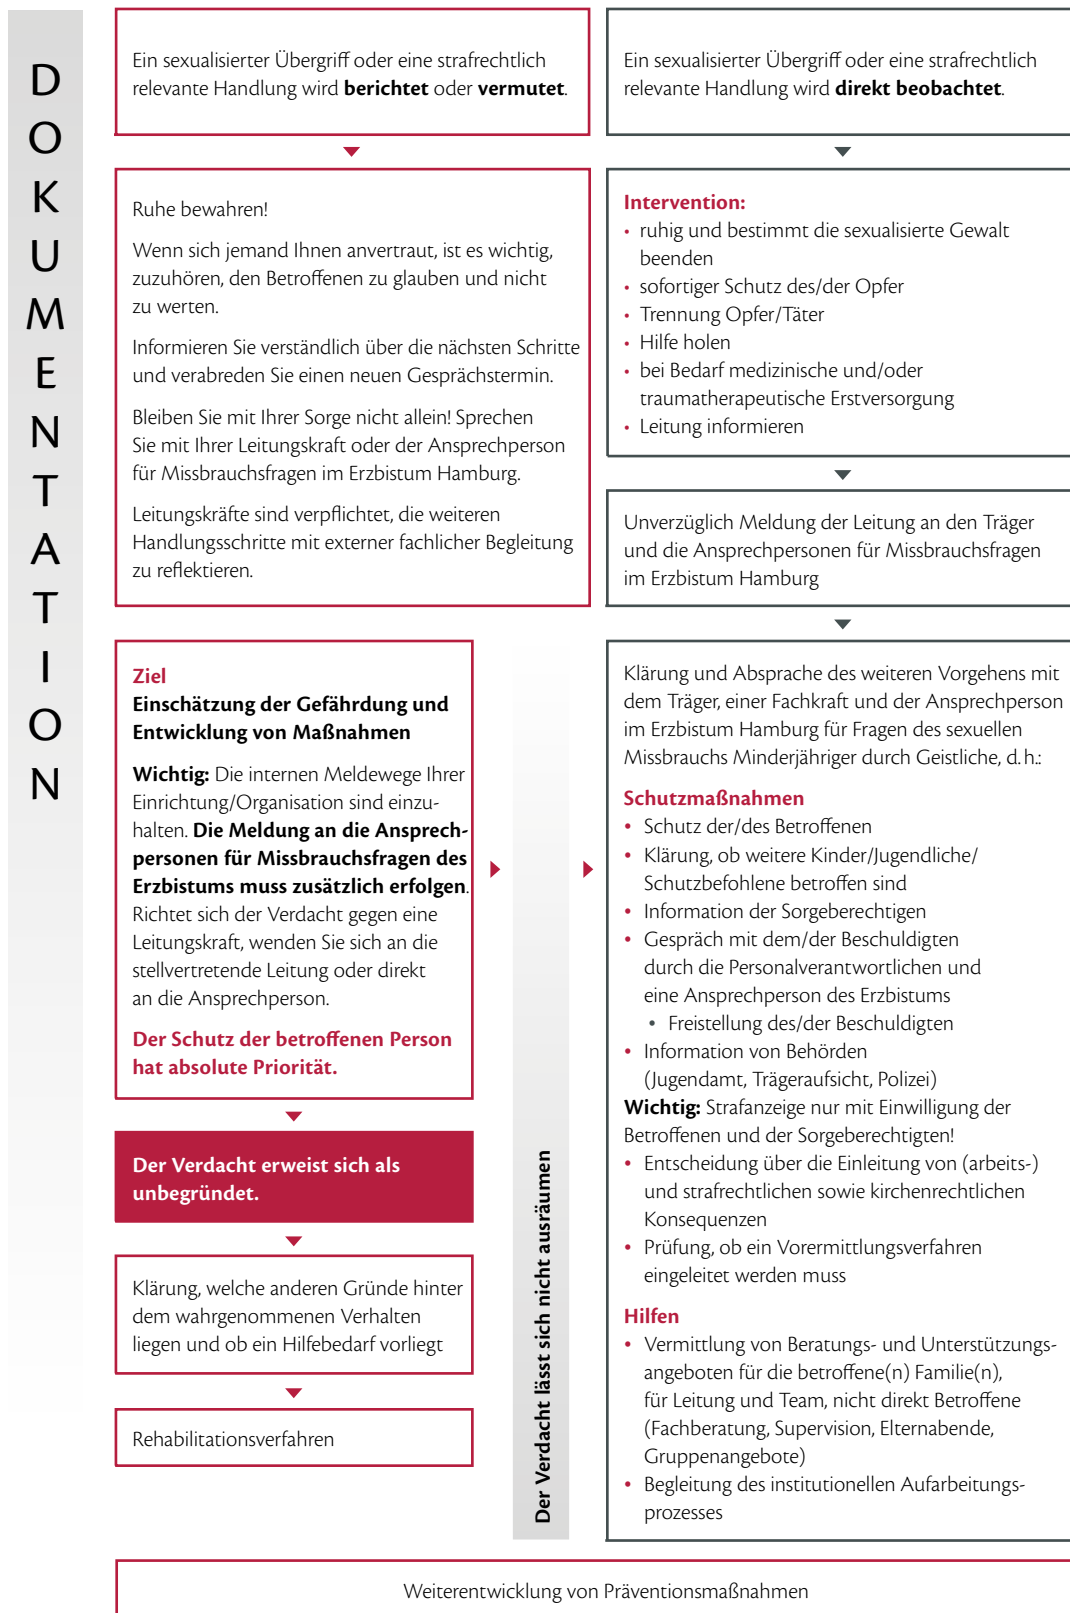 DOKUMENTATION
Ein sexualisierter Übergriff oder eine strafrechtlich
relevante Handlung wird berichtet oder vermutet.
Ruhe bewahren!
Wenn sich jemand Ihnen anvertraut, ist es wichtig,
zuzuhören, den Betroffenen zu glauben und nicht
zu werten.
Informieren Sie verständlich über die nächsten Schritte
und verabreden Sie einen neuen Gesprächstermin.
Bleiben Sie mit Ihrer Sorge nicht allein! Sprechen
Sie mit Ihrer Leitungskraft oder der Ansprechperson
für Missbrauchsfragen im Erzbistum Hamburg.
Leitungskräfte sind verpflichtet, die weiteren
Handlungsschritte mit externer fachlicher Begleitung
zu reflektieren.
Ziel
Einschätzung der Gefährdung und
Entwicklung von Maßnahmen
Wichtig: Die internen Meldewege Ihrer
Einrichtung/Organisation sind einzu-
halten. Die Meldung an die Ansprech-
personen für Missbrauchsfragen des
Erzbistums muss zusätzlich erfolgen.
Richtet sich der Verdacht gegen eine
Leitungskraft, wenden Sie sich an die
stellvertretende Leitung oder direkt
an die Ansprechperson.
Der Schutz der betroffenen Person
hat absolute Priorität.
Der Verdacht erweist sich als
unbegründet.
Klärung, welche anderen Gründe hinter
dem wahrgenommenen Verhalten
liegen und ob ein Hilfebedarf vorliegt
Rehabilitationsverfahren
Der Verdacht lässt sich nicht ausräumen
Ein sexualisierter Übergriff oder eine strafrechtlich
relevante Handlung wird direkt beobachtet.
Intervention:
• ruhig und bestimmt die sexualisierte Gewalt
beenden
• sofortiger Schutz des/der Opfer
• Trennung Opfer/Täter
• Hilfe holen
• bei Bedarf medizinische und/oder
traumatherapeutische Erstversorgung
• Leitung informieren
Unverzüglich Meldung der Leitung an den Träger
und die Ansprechpersonen für Missbrauchsfragen
im Erzbistum Hamburg
Klärung und Absprache des weiteren Vorgehens mit
dem Träger, einer Fachkraft und der Ansprechperson
im Erzbistum Hamburg für Fragen des sexuellen
Missbrauchs Minderjähriger durch Geistliche, d. h.:
Schutzmaßnahmen
• Schutz der/des Betroffenen
• Klärung, ob weitere Kinder/Jugendliche/
Schutzbefohlene betroffen sind
• Information der Sorgeberechtigen
• Gespräch mit dem/der Beschuldigten
durch die Personalverantwortlichen und
eine Ansprechperson des Erzbistums
• Freistellung des/der Beschuldigten
• Information von Behörden
(Jugendamt, Trägeraufsicht, Polizei)
Wichtig: Strafanzeige nur mit Einwilligung der
Betroffenen und der Sorgeberechtigten!
• Entscheidung über die Einleitung von (arbeits-)
und strafrechtlichen sowie kirchenrechtlichen
Konsequenzen
• Prüfung, ob ein Vorermittlungsverfahren
eingeleitet werden muss
Hilfen
• Vermittlung von Beratungs- und Unterstützungs-
angeboten für die betroffene(n) Familie(n),
für Leitung und Team, nicht direkt Betroffene
(Fachberatung, Supervision, Elternabende,
Gruppenangebote)
• Begleitung des institutionellen Aufarbeitungs-
prozesses
Weiterentwicklung von Präventionsmaßnahmen